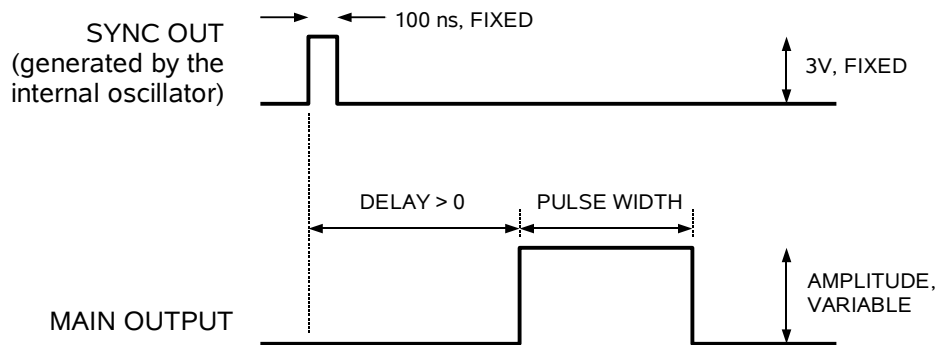 100 ns, FIXED
SYNC OUT
(generated by the
internal oscillator)
3V, FIXED
DELAY > 0
PULSE WIDTH
AMPLITUDE,
VARIABLE
MAIN OUTPUT